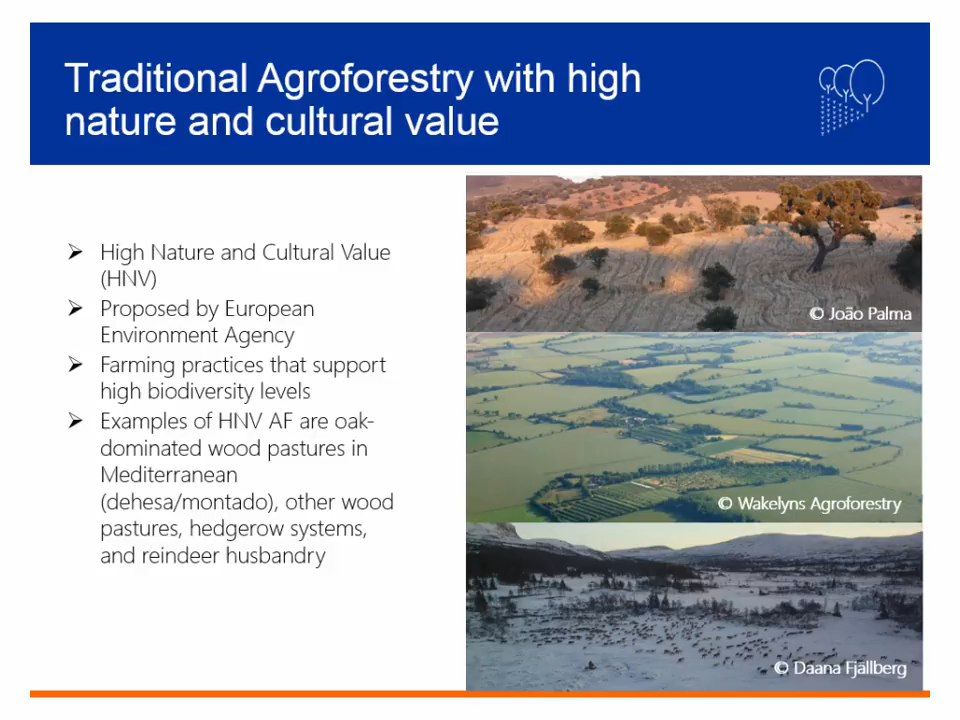 Traditional Agroforestry with high
nature and cultural value
➢ High Nature and Cultural Value
(HNV)
➢ Proposed by European
Environment Agency
➢ Farming practices that support
high biodiversity levels
➢ Examples of HNV AF are oak-
dominated wood pastures in
Mediterranean
(dehesa/montado), other wood
pastures, hedgerow systems,
and reindeer husbandry
© João Palma
© Wakelyns Agroforestry
© Daana Fjällberg